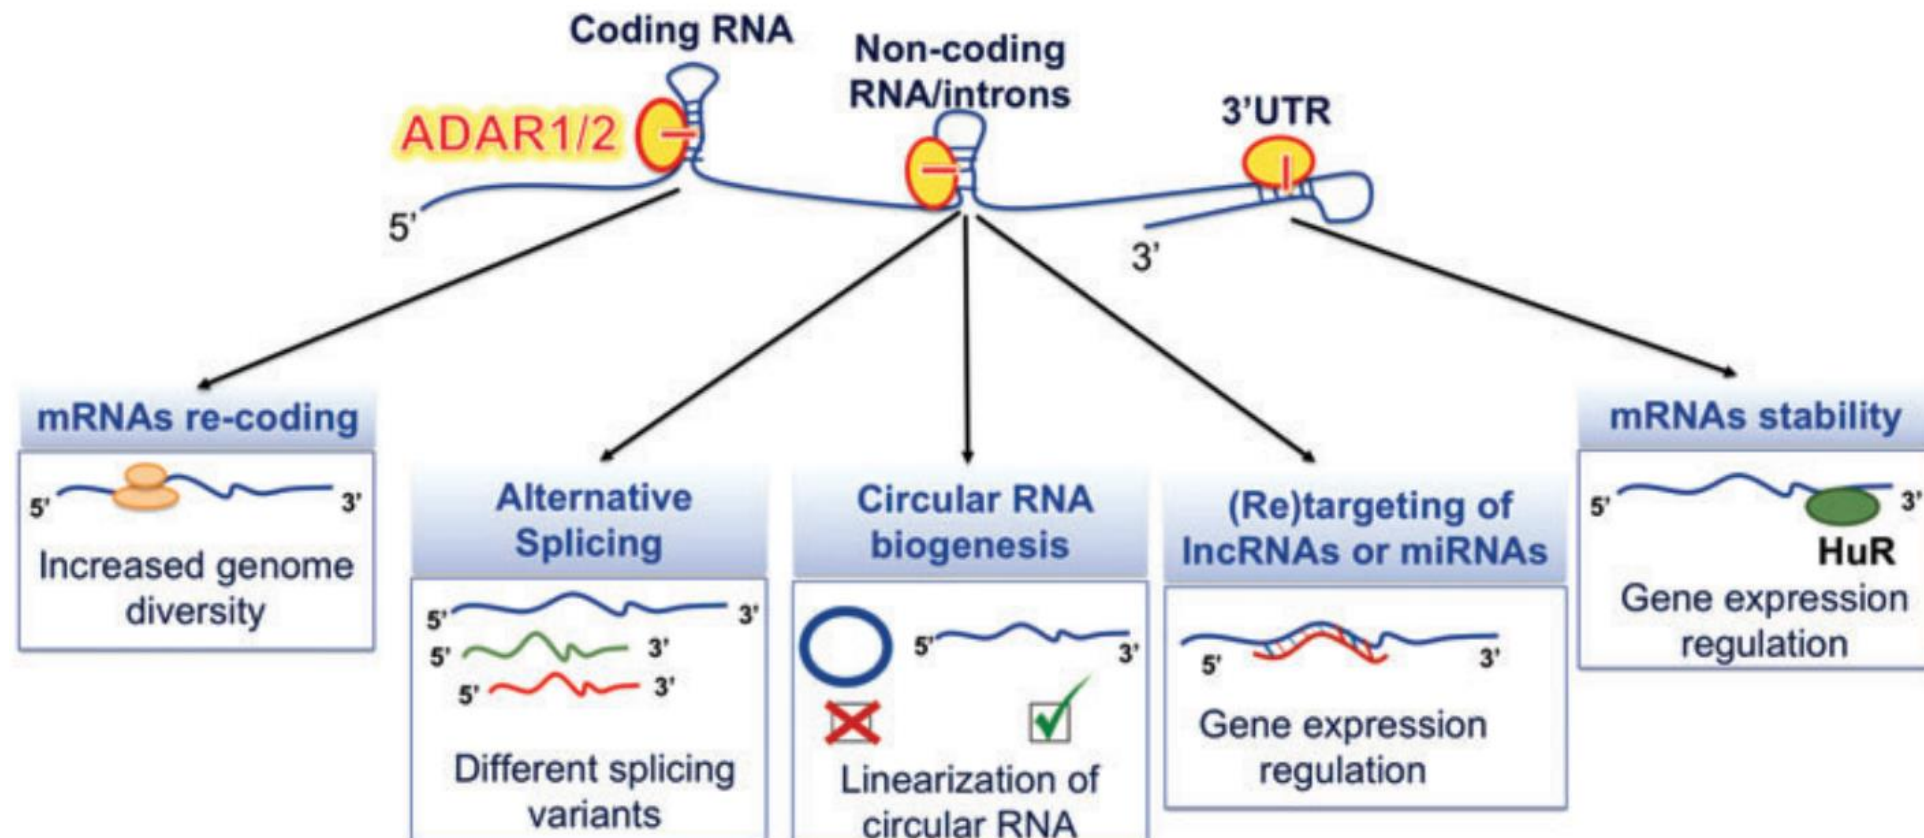 Coding RNA
Non-coding
RNA/introns
3’UTR
ADAR1/2
5’
3’
mRNAs re-coding
5’
3’
Increased genome
diversity
Alternative
Splicing
5’
3’
5’
3’
5’
3’
Different splicing
variants
Circular RNA
biogenesis
5’
3’
Linearization of
circular RNA
(Re)targeting of
lncRNAs or miRNAs
5’
3’
Gene expression
regulation
mRNAs stability
5’
3’
HuR
Gene expression
regulation